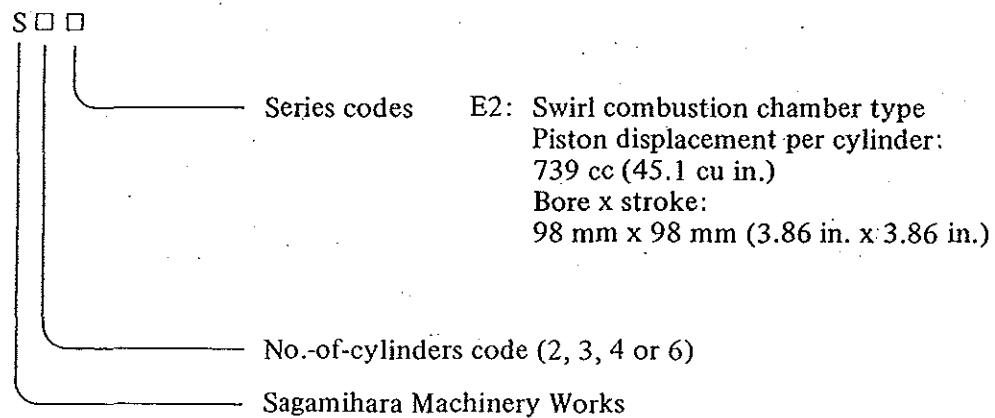 S□ □
Series codes E2: Swirl combustion chamber type
Piston displacement per cylinder:
739 cc (45.1 cu in.)
Bore x stroke:
98 mm x 98 mm (3.86 in. x 3.86 in.)
No.-of-cylinders code (2, 3, 4 or 6)
Sagamihara Machinery Works